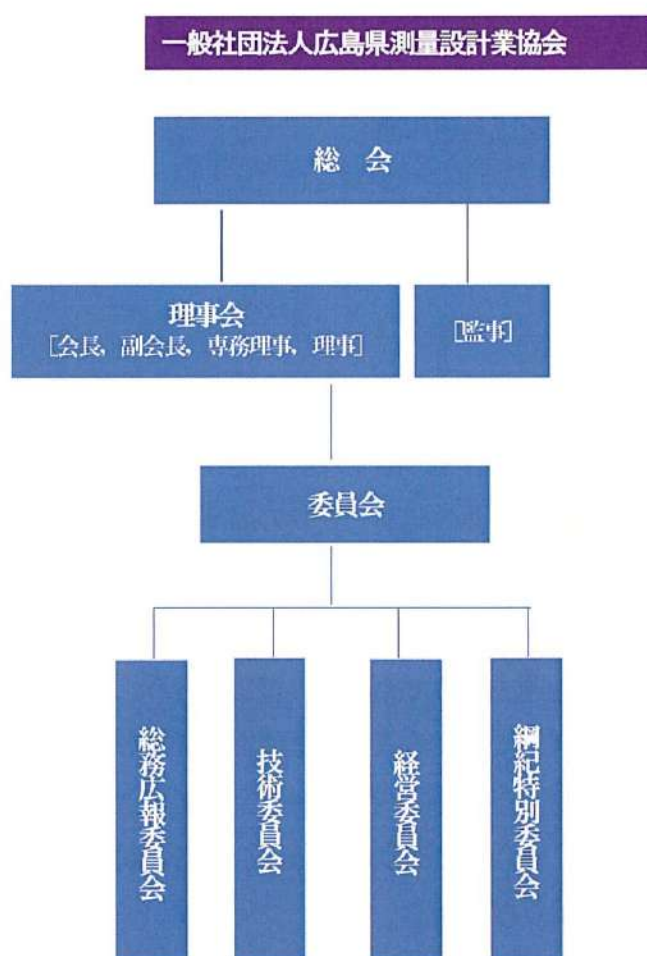 一般社団法人広島県測量設計業協会
総　会
理事会
［会長，副会長，専務理事，理事］
［監事］
委員会
総務広報委員会
技術委員会
経営委員会
綱紀特別委員会